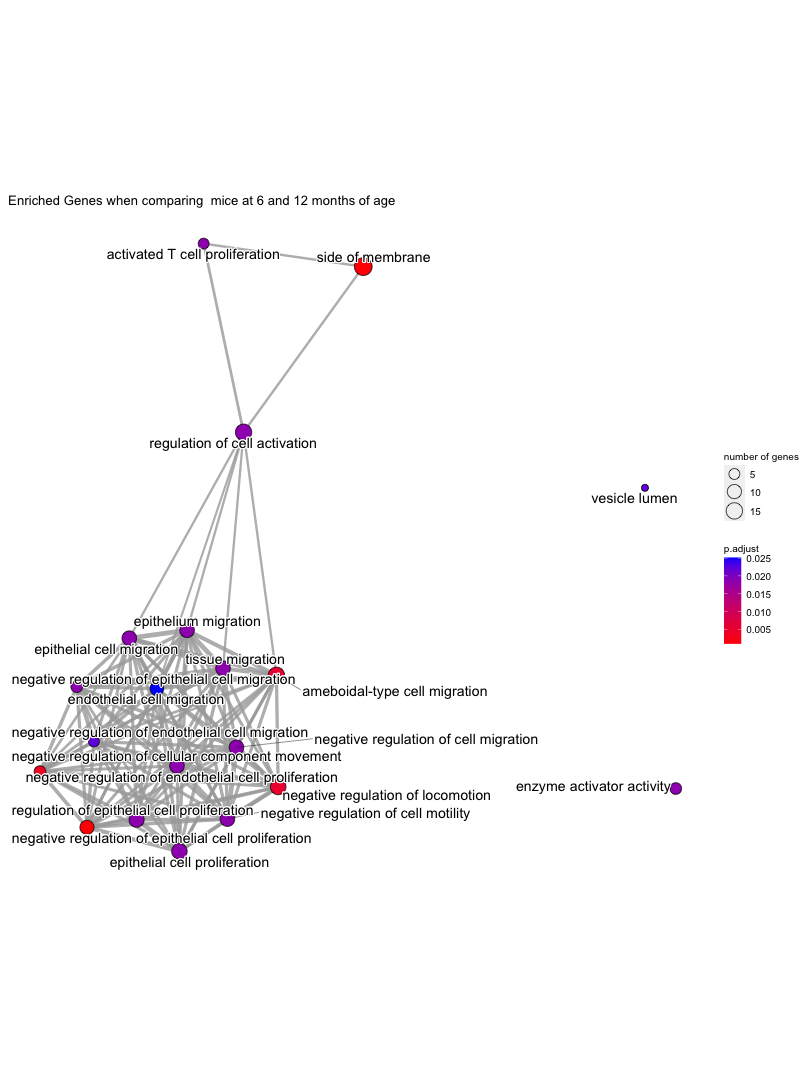 Enriched Genes when comparing  mice at 6 and 12 months of age
activated T cell proliferation
side of membrane
regulation of cell activation
number of genes
5
10
15
vesicle lumen
p.adjust
0.025
0.020
0.015
0.010
0.005
epithelium migration
epithelial cell migration
tissue migration
negative regulation of epithelial cell migration
ameboidal-type cell migration
endothelial cell migration
negative regulation of endothelial cell migration
negative regulation of cell migration
negative regulation of cellular component movement
negative regulation of endothelial cell proliferation
enzyme activator activity
negative regulation of locomotion
regulation of epithelial cell proliferation
negative regulation of cell motility
negative regulation of epithelial cell proliferation
epithelial cell proliferation